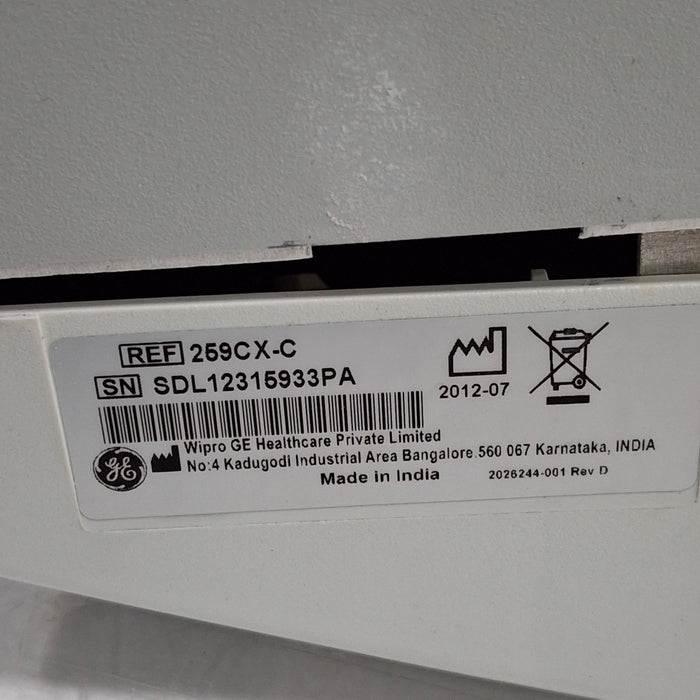 REF 259CX-C
SN SDL12315933PA
2012-07
GE
Wipro GE Healthcare Private Limited
No:4 Kadugodi Industrial Area Bangalore.560 067 Karnataka, INDIA
Made in India
2026244-001 Rev D